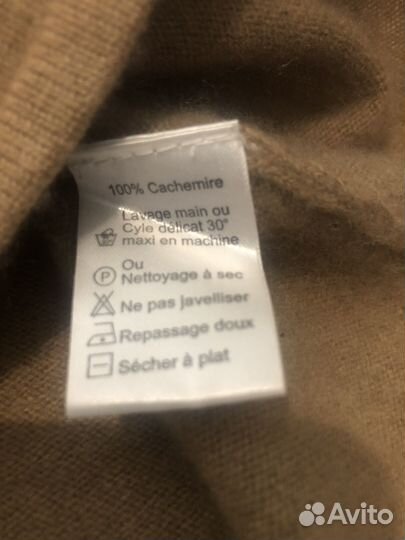 100% Cachemire
Lavage main ou
Cyle délicat 30°
maxi en machine
Ou
P Nettoyage à sec
Ne pas javelliser
Repassage doux
Sécher à plat
Avito